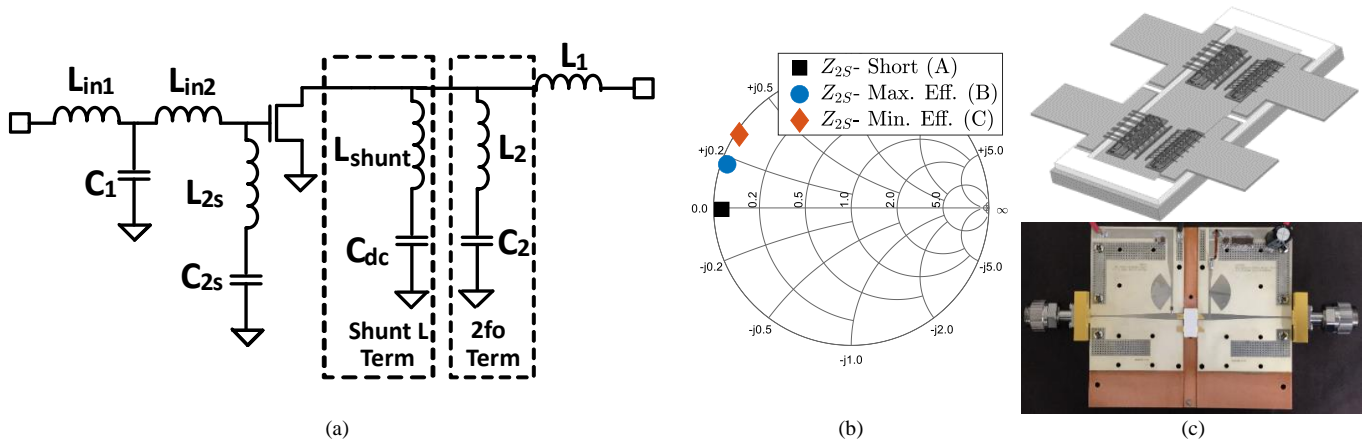 L1
Lin1
Lin2
Lshunt
L2
C1
L2s
Cdc
C2
C2s
Shunt L
Term
2fo
Term
(a)
Z2S- Short (A)
Z2S- Max. Eff. (B)
Z2S- Min. Eff. (C)
+j0.5
+j0.2
+j5.0
0.0
0.2
0.5
1.0
2.0
5.0
∞
-j0.2
-j5.0
-j0.5
-j2.0
-j1.0
(b)
(c)